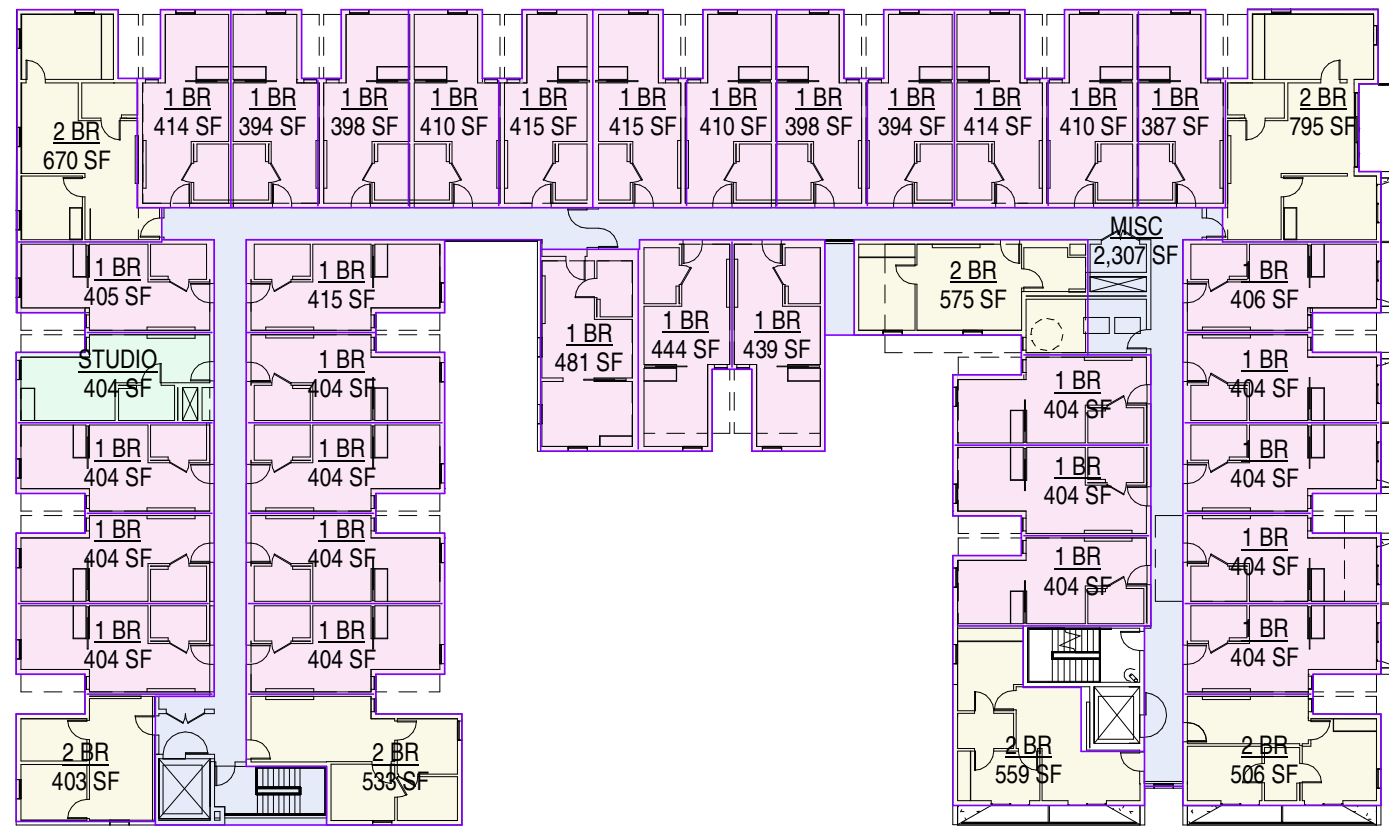 1 BR
414 SF
1 BR
394 SF
1 BR
398 SF
1 BR
410 SF
1 BR
415 SF
1 BR
415 SF
1 BR
410 SF
1 BR
398 SF
1 BR
394 SF
1 BR
414 SF
1 BR
410 SF
1 BR
387 SF
2 BR
795 SF
2 BR
670 SF
MISC
2,307 SF
1 BR
405 SF
1 BR
415 SF
2 BR
575 SF
1 BR
406 SF
1 BR
481 SF
1 BR
444 SF
1 BR
439 SF
STUDIO
404 SF
1 BR
404 SF
1 BR
404 SF
1 BR
404 SF
1 BR
404 SF
1 BR
404 SF
1 BR
404 SF
1 BR
404 SF
1 BR
404 SF
1 BR
404 SF
1 BR
404 SF
1 BR
404 SF
1 BR
404 SF
1 BR
404 SF
1 BR
404 SF
1 BR
404 SF
2 BR
403 SF
2 BR
533 SF
2 BR
559 SF
2 BR
506 SF